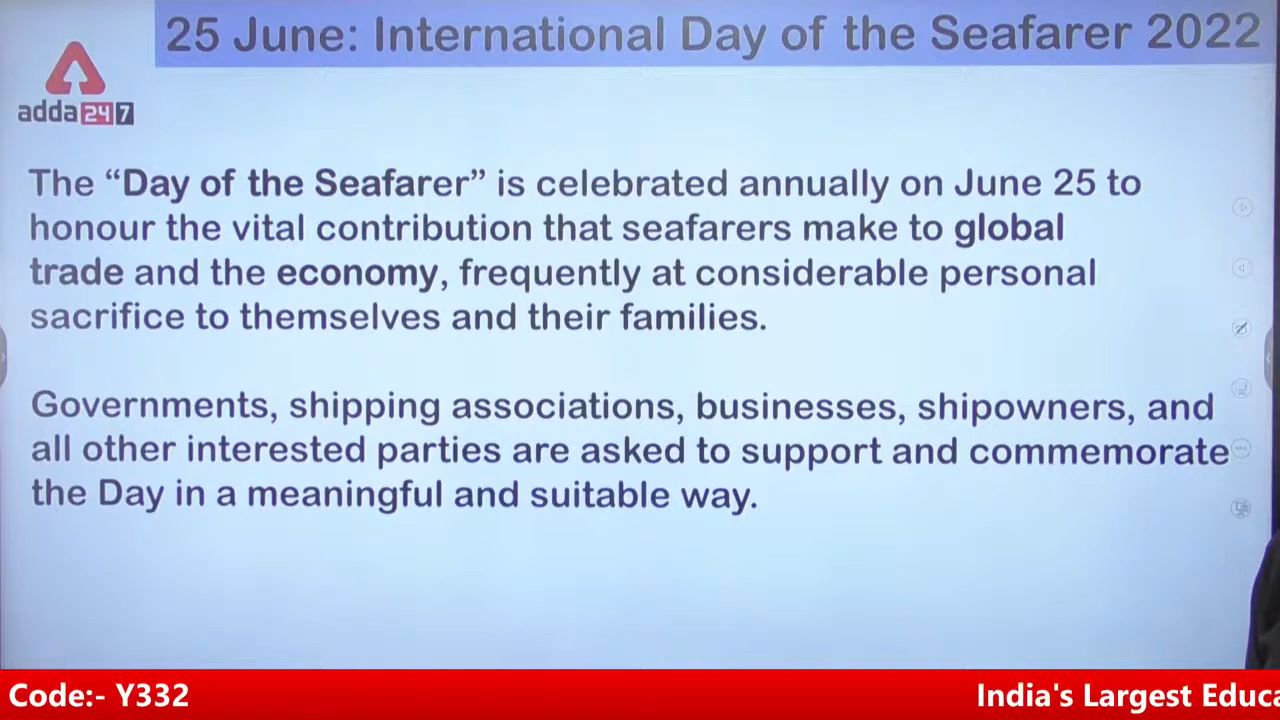 25 June: International Day of the Seafarer 2022
adda247
The “Day of the Seafarer” is celebrated annually on June 25 to
honour the vital contribution that seafarers make to global
trade and the economy, frequently at considerable personal
sacrifice to themselves and their families.
Governments, shipping associations, businesses, shipowners, and
all other interested parties are asked to support and commemorate
the Day in a meaningful and suitable way.
Code:- Y332
India's Largest Educa